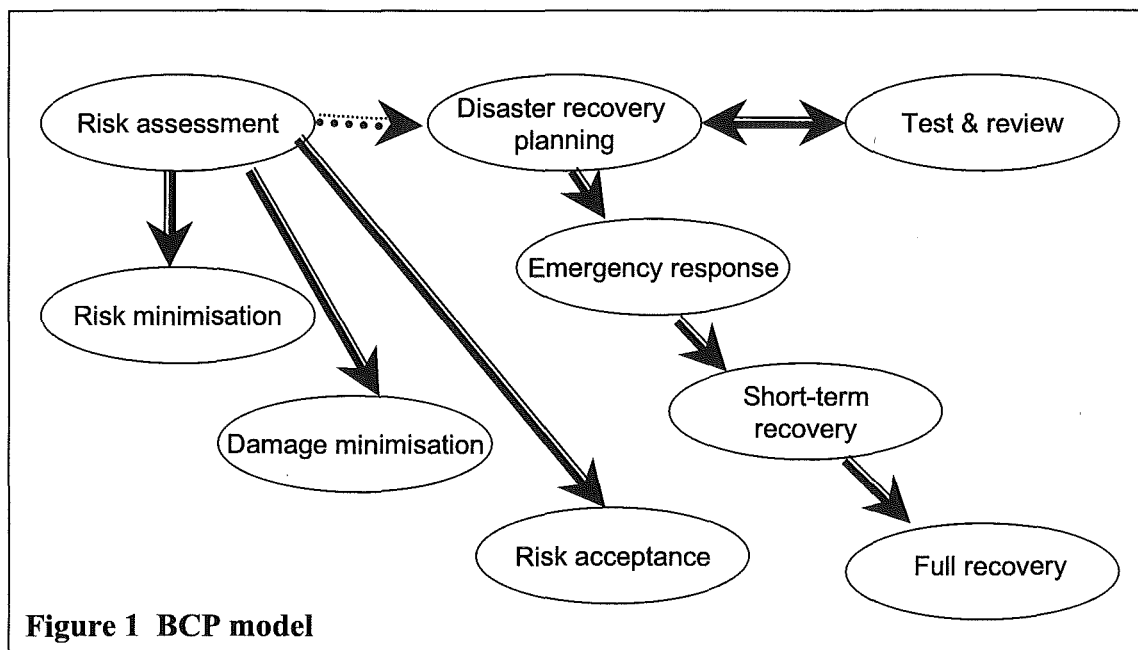 Risk assessment
Disaster recovery
planning
Test & review
Emergency response
Risk minimisation
Short-term
recovery
Damage minimisation
Risk acceptance
Full recovery
Figure 1 BCP model